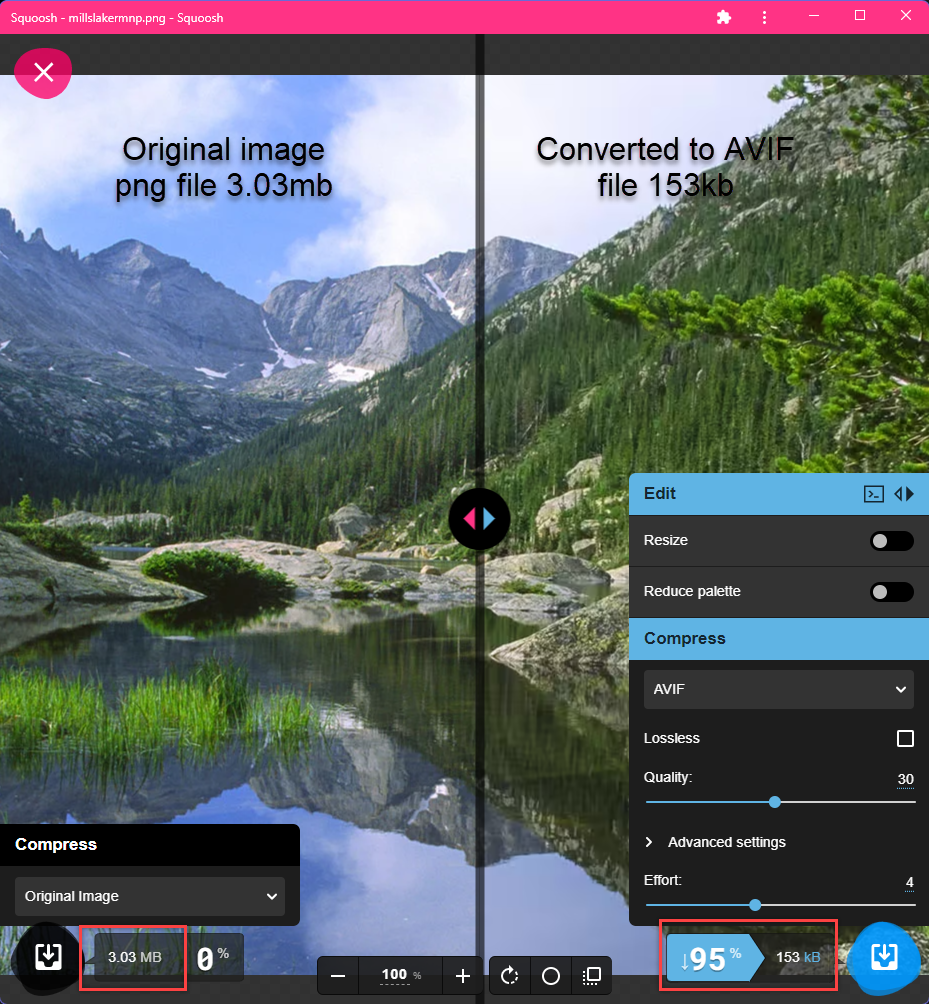 Squoosh - millslakermnp.png - Squoosh
Original image
png file 3.03mb
Converted to AVIF
file 153kb
Edit
Resize
Reduce palette
Compress
AVIF
Lossless
Quality:
30
Advanced settings
Effort:
4
Compress
Original Image
3.03 MB
0 %
100 %
↓95 %
153 kB